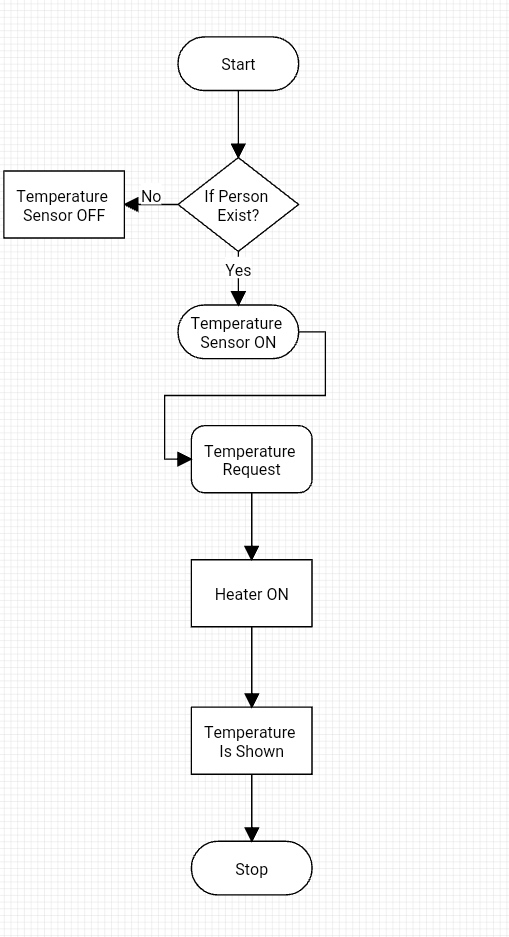 Start
If Person
Exist?
No
Temperature
Sensor OFF
Yes
Temperature
Sensor ON
Temperature
Request
Heater ON
Temperature
Is Shown
Stop